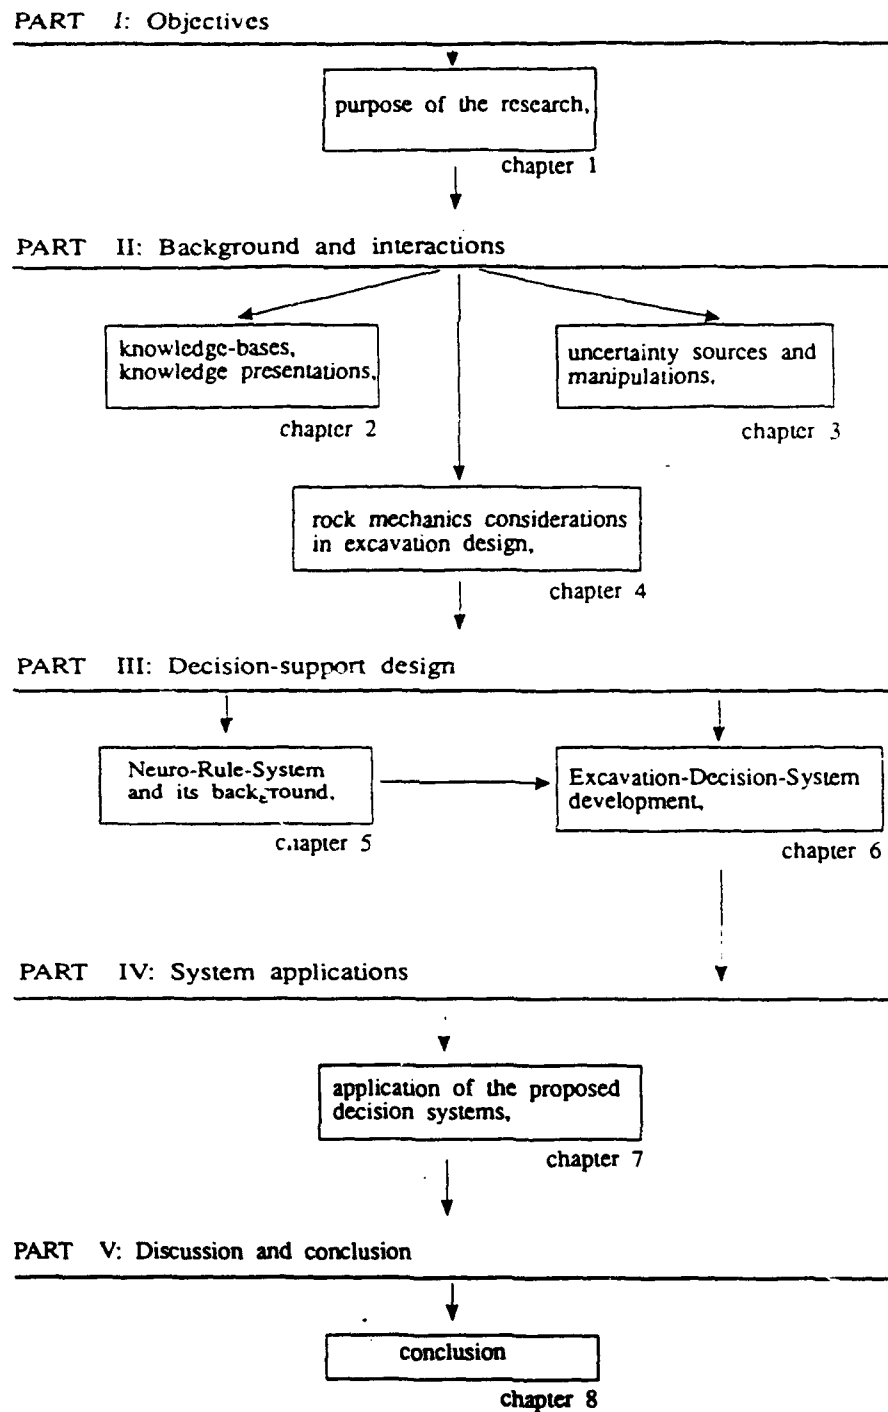 PART I: Objectives
purpose of the research,
chapter 1
PART II: Background and interactions
knowledge-bases,
knowledge presentations,
chapter 2
uncertainty sources and
manipulations,
chapter 3
rock mechanics considerations
in excavation design,
chapter 4
PART III: Decision-support design
Neuro-Rule-System
and its background,
chapter 5
Excavation-Decision-System
development,
chapter 6
PART IV: System applications
application of the proposed
decision systems,
chapter 7
PART V: Discussion and conclusion
conclusion
chapter 8